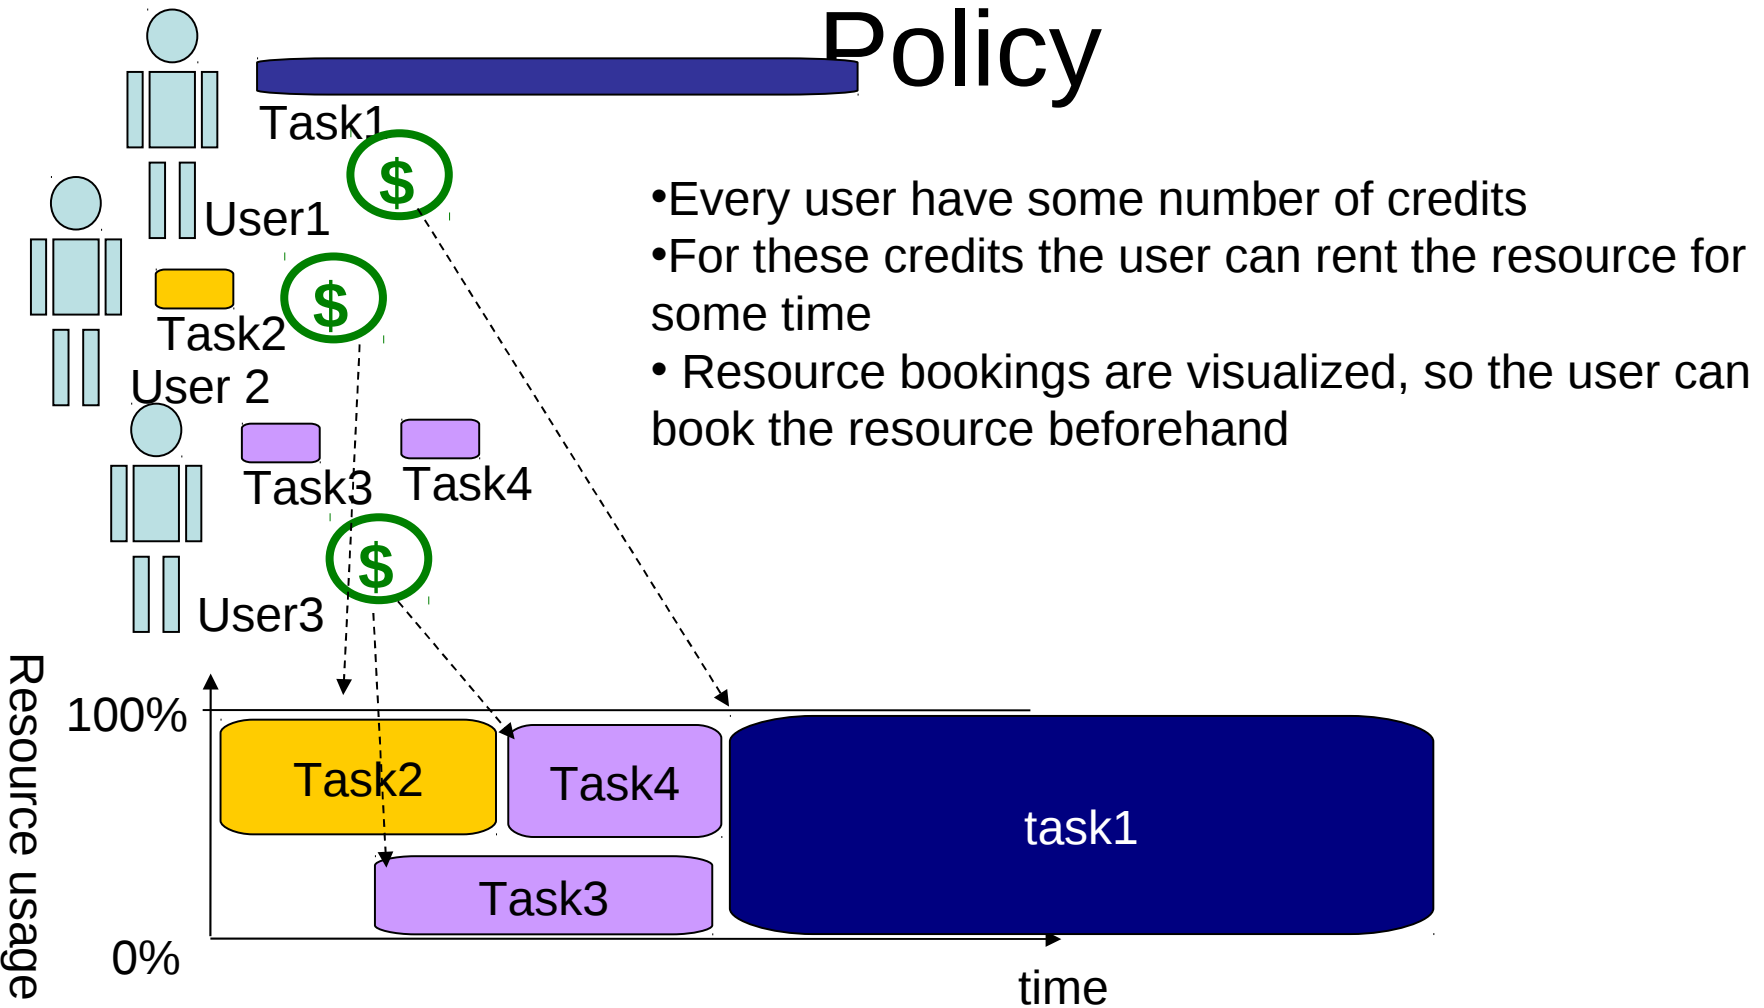 Policy
Task1
$
User1
$
Task2
User 2
Task3
Task4
$
User3
•Every user have some number of credits
•For these credits the user can rent the resource for
some time
• Resource bookings are visualized, so the user can
book the resource beforehand
Resource usage
100%
Task2
Task4
task1
Task3
0%
time